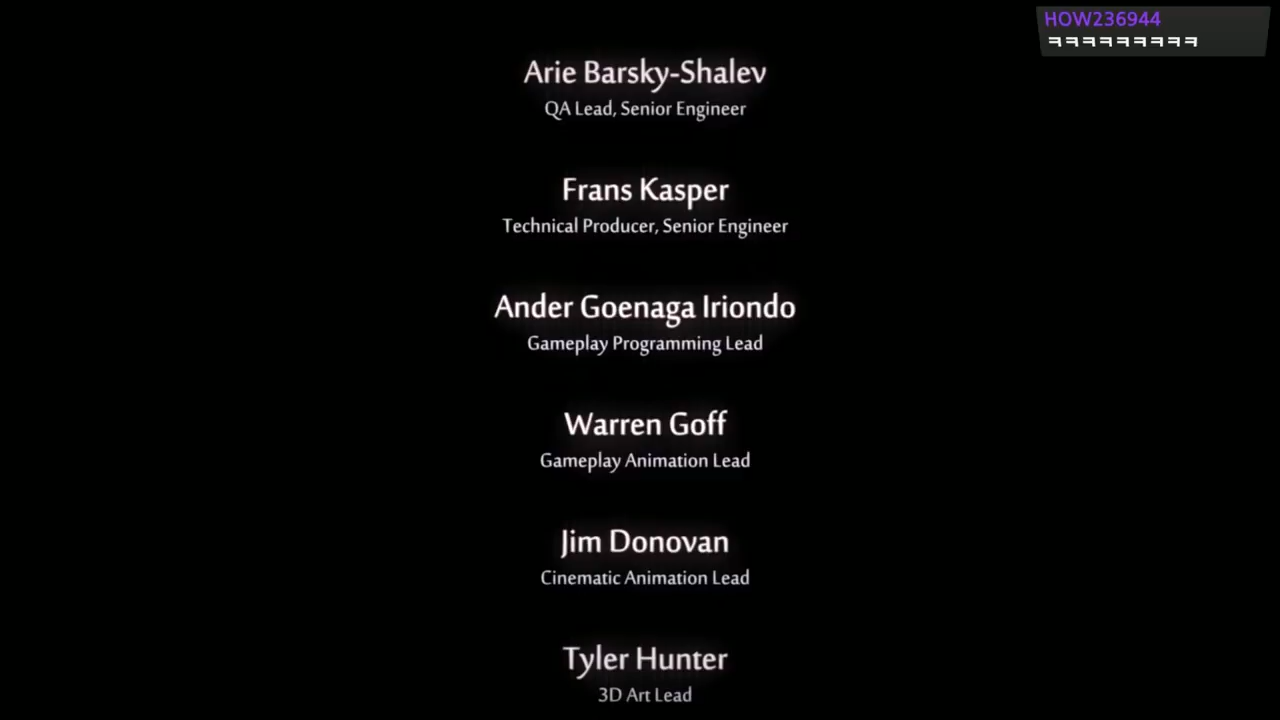 HOW236944
ㅋㅋㅋㅋㅋㅋㅋㅋㅋ
Arie Barsky-Shalev
QA Lead, Senior Engineer
Frans Kasper
Technical Producer, Senior Engineer
Ander Goenaga Iriondo
Gameplay Programming Lead
Warren Goff
Gameplay Animation Lead
Jim Donovan
Cinematic Animation Lead
Tyler Hunter
3D Art Lead